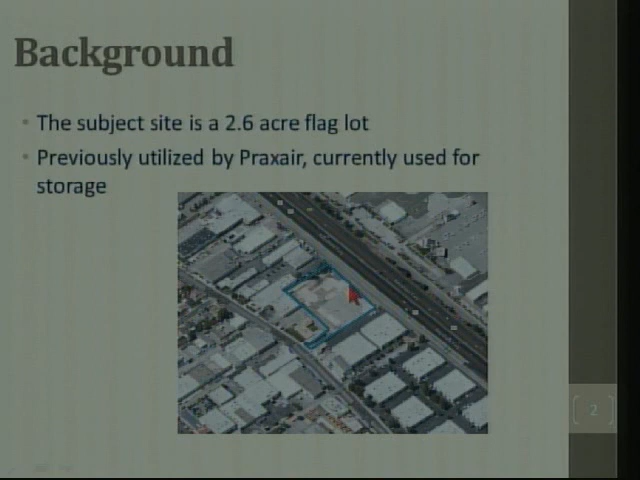 Background
• The subject site is a 2.6 acre flag lot
• Previously utilized by Praxair, currently used for
storage
2